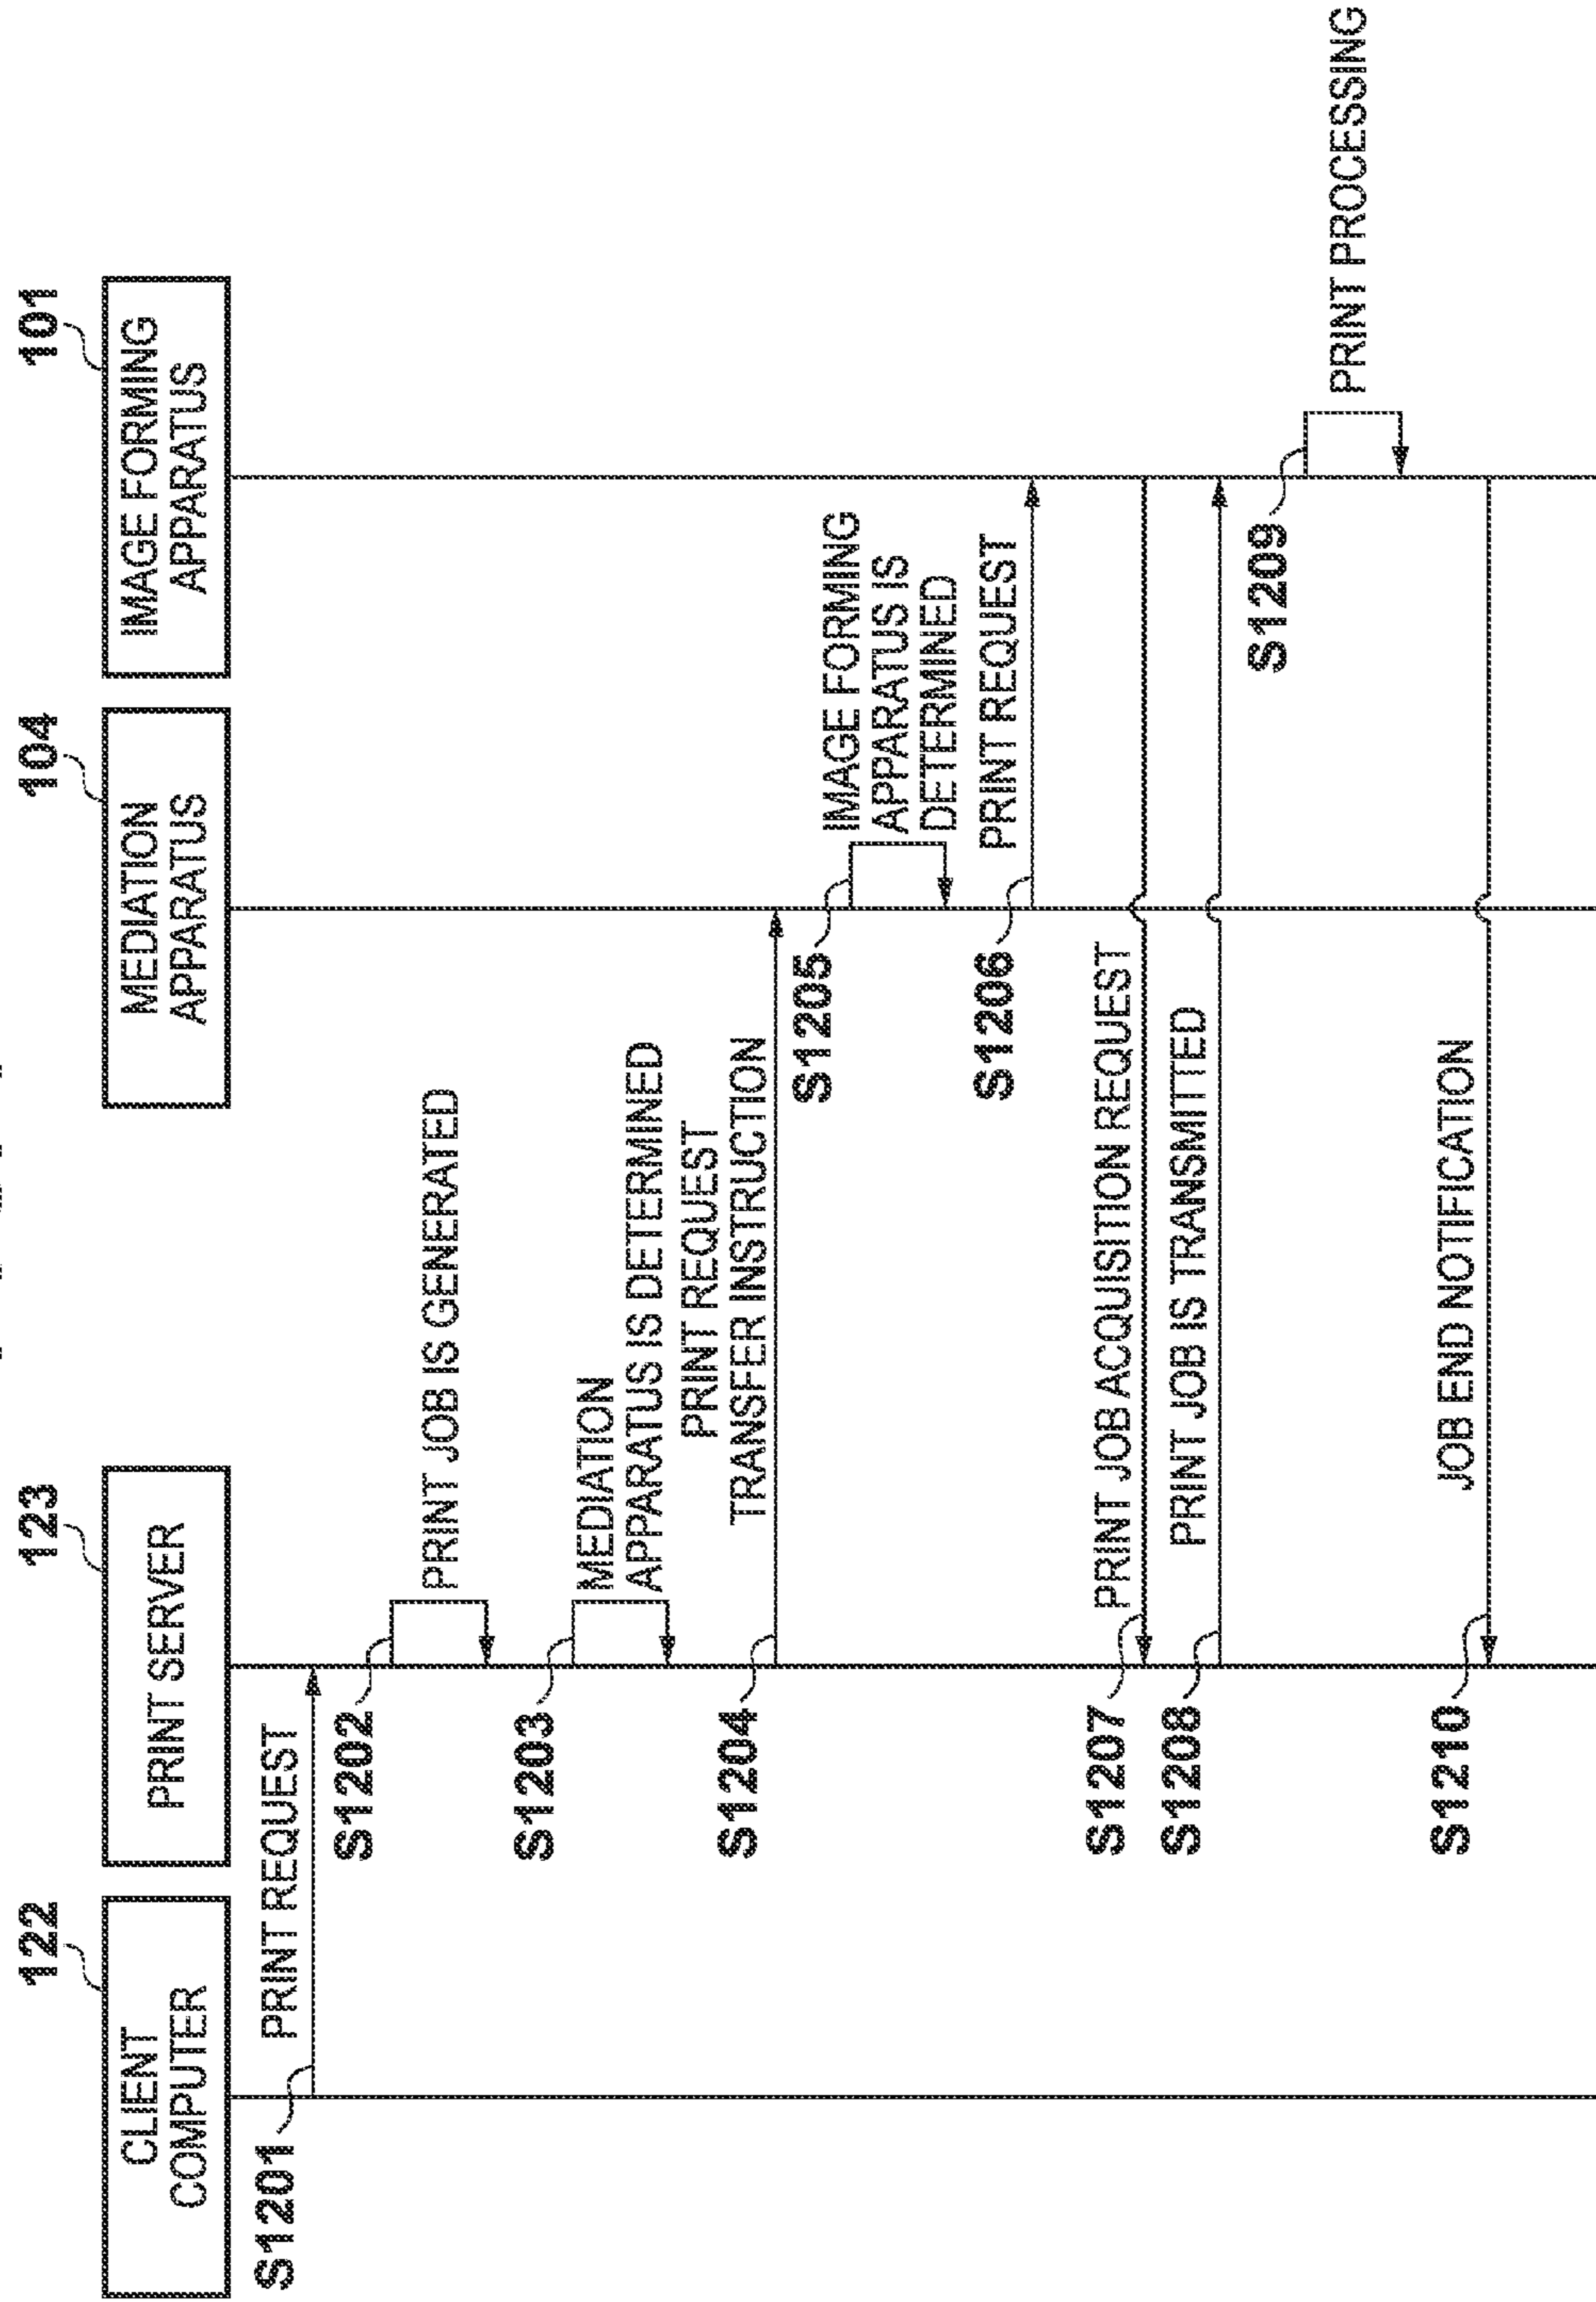 122
CLIENT
COMPUTER
123
PRINT SERVER
104
MEDIATION
APPARATUS
101
IMAGE FORMING
APPARATUS
S1201
PRINT REQUEST
S1202
PRINT JOB IS GENERATED
S1203
MEDIATION
APPARATUS IS DETERMINED
S1204
PRINT REQUEST
TRANSFER INSTRUCTION
S1205
IMAGE FORMING
APPARATUS IS
DETERMINED
S1206
PRINT REQUEST
S1207
PRINT JOB ACQUISITION REQUEST
S1208
PRINT JOB IS TRANSMITTED
S1209
PRINT PROCESSING
S1210
JOB END NOTIFICATION